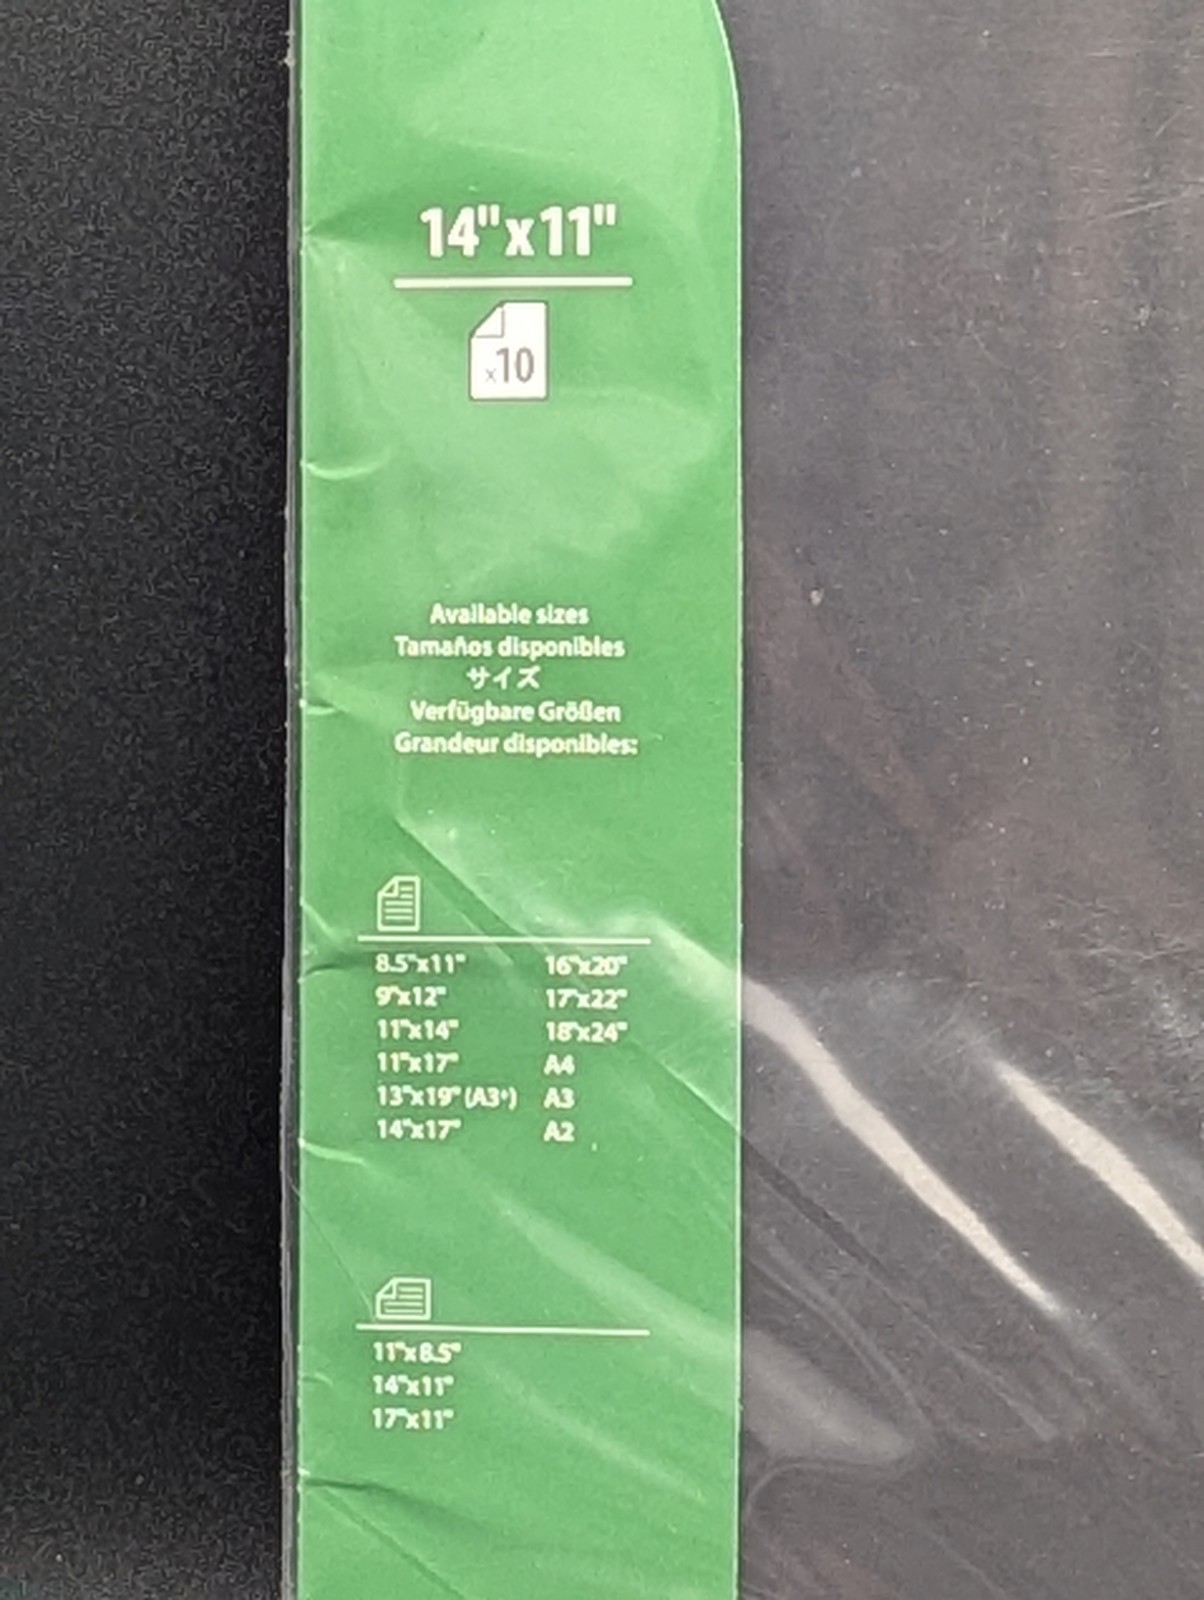 14"x11"
x10
Available sizes
Tamaños disponibles
サイズ
Verfügbare Größen
Grandeur disponibles:
8.5"x11" 16"x20"
9"x12" 17"x22"
11"x14" 18"x24"
11"x17" A4
13"x19" (A3+) A3
14"x17" A2
11"x8.5"
14"x11"
17"x11"